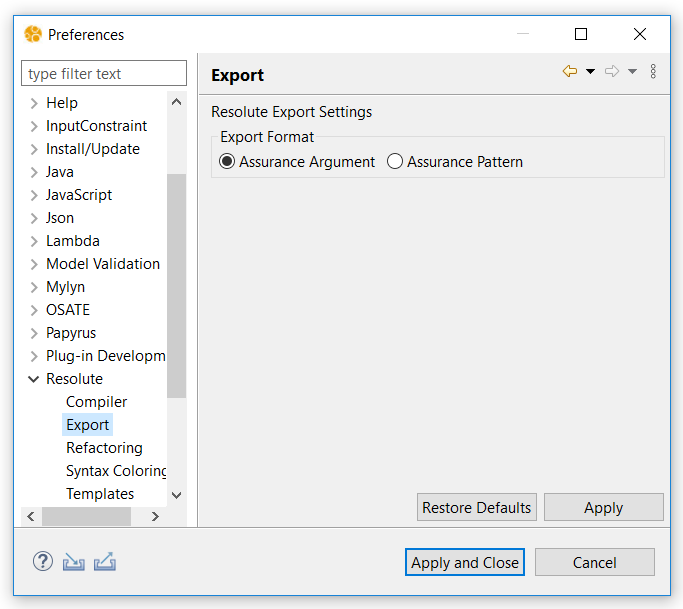 Preferences
type filter text
Help
InputConstraint
Install/Update
Java
JavaScript
Json
Lambda
Model Validation
Mylyn
OSATE
Papyrus
Plug-in Developm
Resolute
Compiler
Export
Refactoring
Syntax Coloring
Templates
Export
Resolute Export Settings
Export Format
Assurance Argument Assurance Pattern
Restore Defaults Apply
Apply and Close Cancel